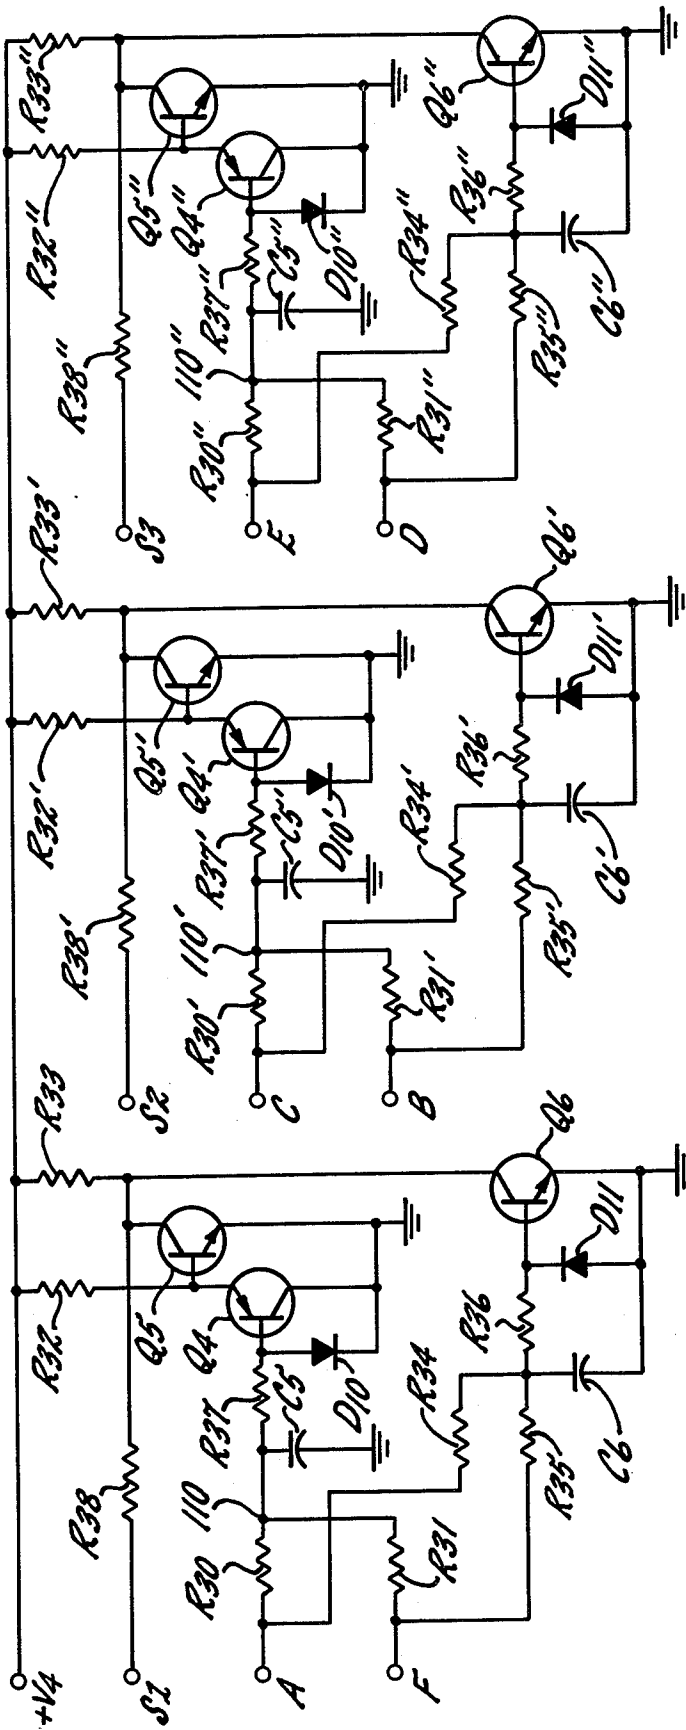 +V4
S1
A
F
R38
R32
R33
Q5
Q4
R30
110
R37
C5
D10
R31
R34
R35
R36
C6
D11
Q6
S2
C
B
R38'
R32'
R33'
Q5'
Q4'
R30'
110'
R37'
C5'
D10'
R31'
R34'
R35'
R36'
C6'
D11'
Q6'
S3
E
D
R38"
R32"
R33"
Q5"
Q4"
R30"
110"
R37"
C5"
D10"
R31"
R34"
R35"
R36"
C6"
D11"
Q6"